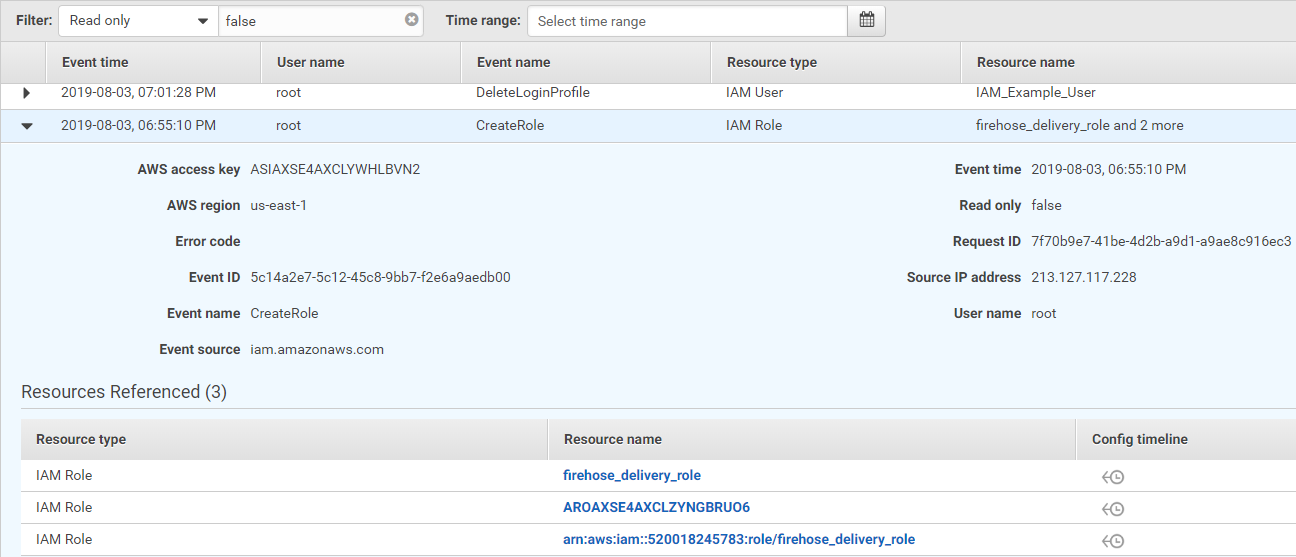 Filter: Read only false Time range: Select time range
Event time User name Event name Resource type Resource name
2019-08-03, 07:01:28 PM root DeleteLoginProfile IAM User IAM_Example_User
2019-08-03, 06:55:10 PM root CreateRole IAM Role firehose_delivery_role and 2 more
AWS access key ASIAXSE4AXCLYWHLBVN2 Event time 2019-08-03, 06:55:10 PM
AWS region us-east-1 Read only false
Error code Request ID 7f70b9e7-41be-4d2b-a9d1-a9ae8c916ec3
Event ID 5c14a2e7-5c12-45c8-9bb7-f2e6a9aedb00 Source IP address 213.127.117.228
Event name CreateRole User name root
Event source iam.amazonaws.com
Resources Referenced (3)
Resource type Resource name Config timeline
IAM Role firehose_delivery_role
IAM Role AROAXSE4AXCLZYNGBRUO6
IAM Role arn:aws:iam::520018245783:role/firehose_delivery_role